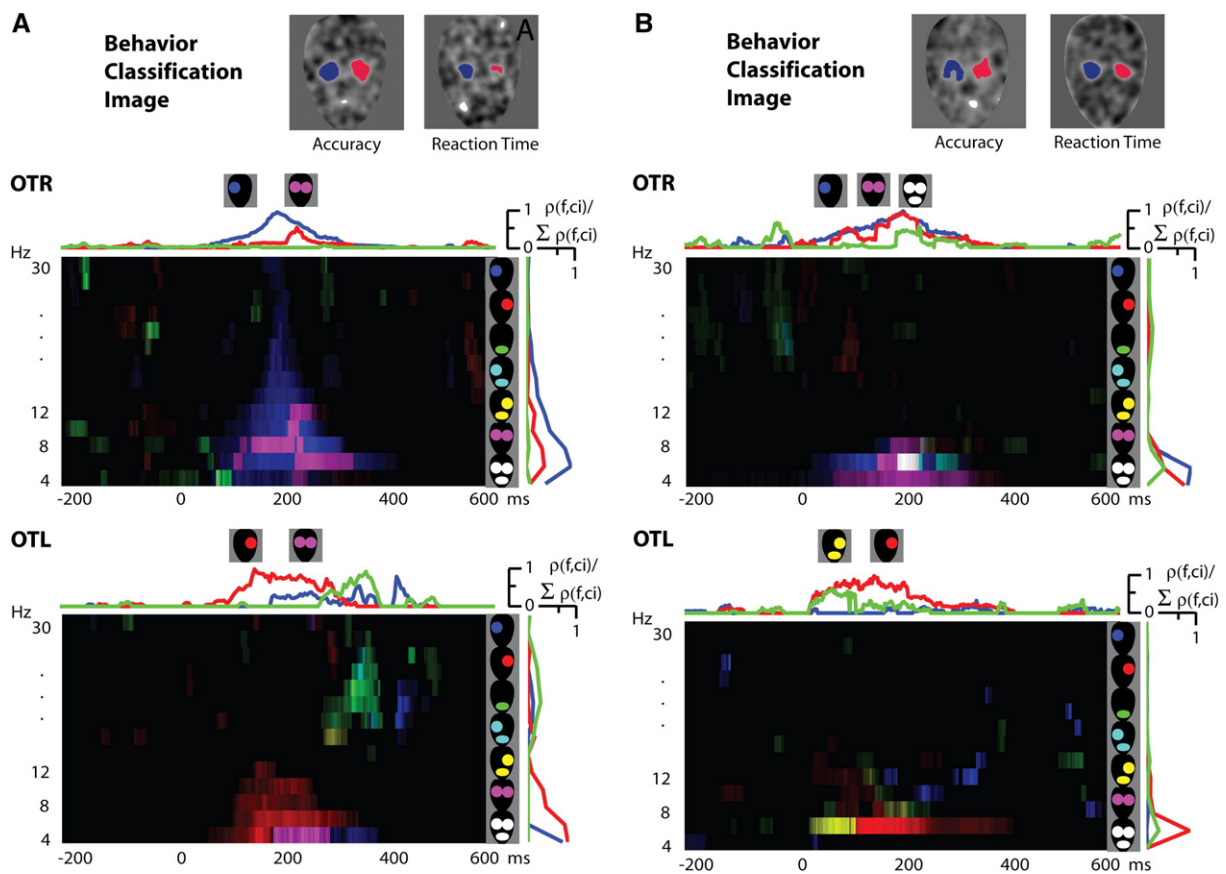 A
Behavior
Classification
Image
A
Accuracy
Reaction Time
OTR
1
0
ρ(f,ci)/
Σ ρ(f,ci)
1
Hz
30
.
.
.
12
8
4
-200
0
200
400
600 ms
OTL
1
0
ρ(f,ci)/
Σ ρ(f,ci)
1
Hz
30
.
.
.
12
8
4
-200
0
200
400
600 ms
B
Behavior
Classification
Image
Accuracy
Reaction Time
OTR
1
0
ρ(f,ci)/
Σ ρ(f,ci)
1
Hz
30
.
.
.
12
8
4
-200
0
200
400
600 ms
OTL
1
0
ρ(f,ci)/
Σ ρ(f,ci)
1
Hz
30
.
.
.
12
8
4
-200
0
200
400
600 ms